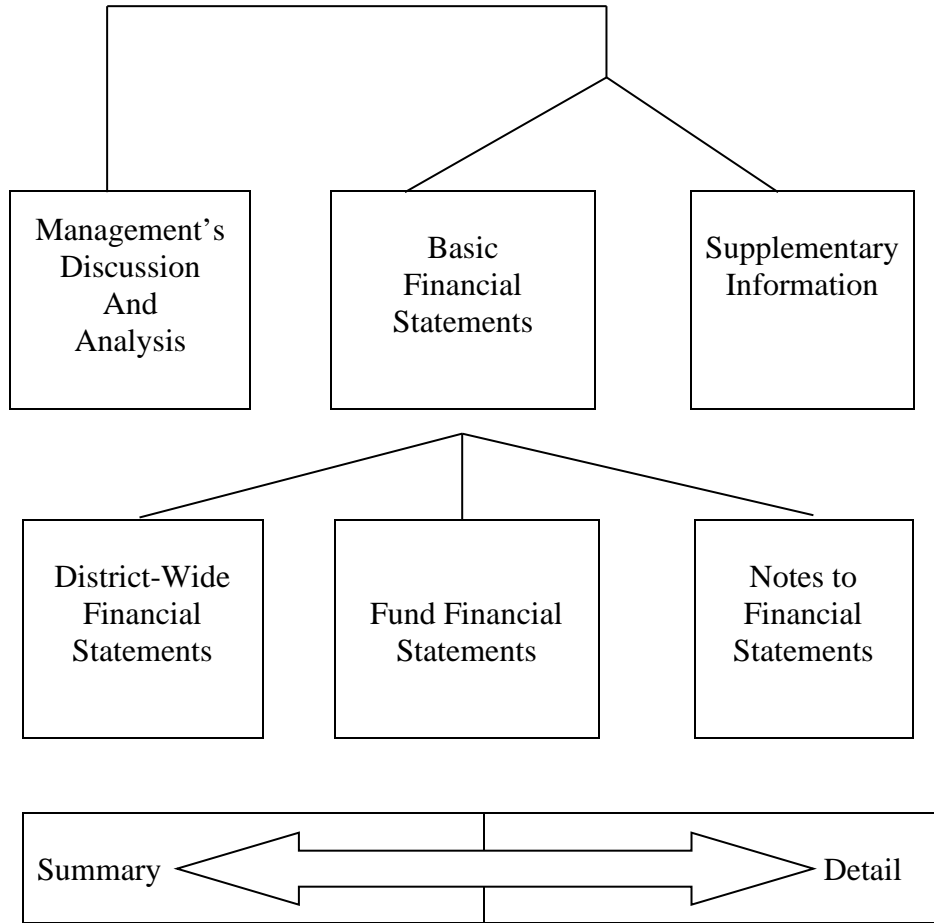 Management’s
Discussion
And
Analysis
Basic
Financial
Statements
Supplementary
Information
District-Wide
Financial
Statements
Fund Financial
Statements
Notes to
Financial
Statements
Summary
Detail